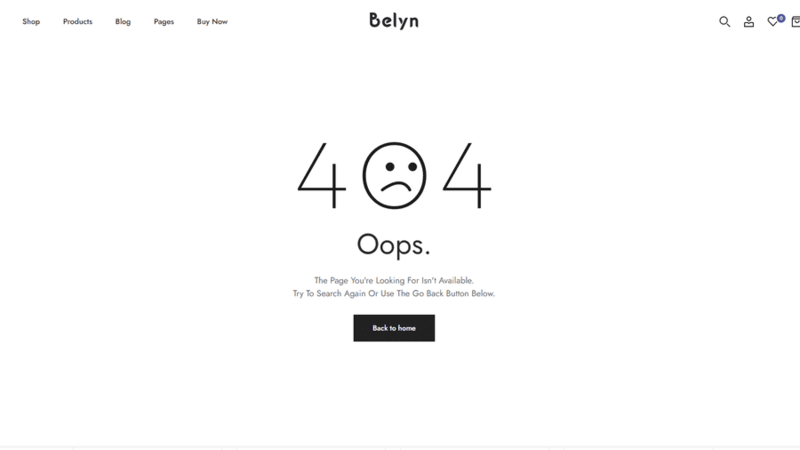 Shop Products Blog Pages Buy Now Belyn 0
404
Oops.
The Page You're Looking For Isn't Available.
Try To Search Again Or Use The Go Back Button Below.
Back to home